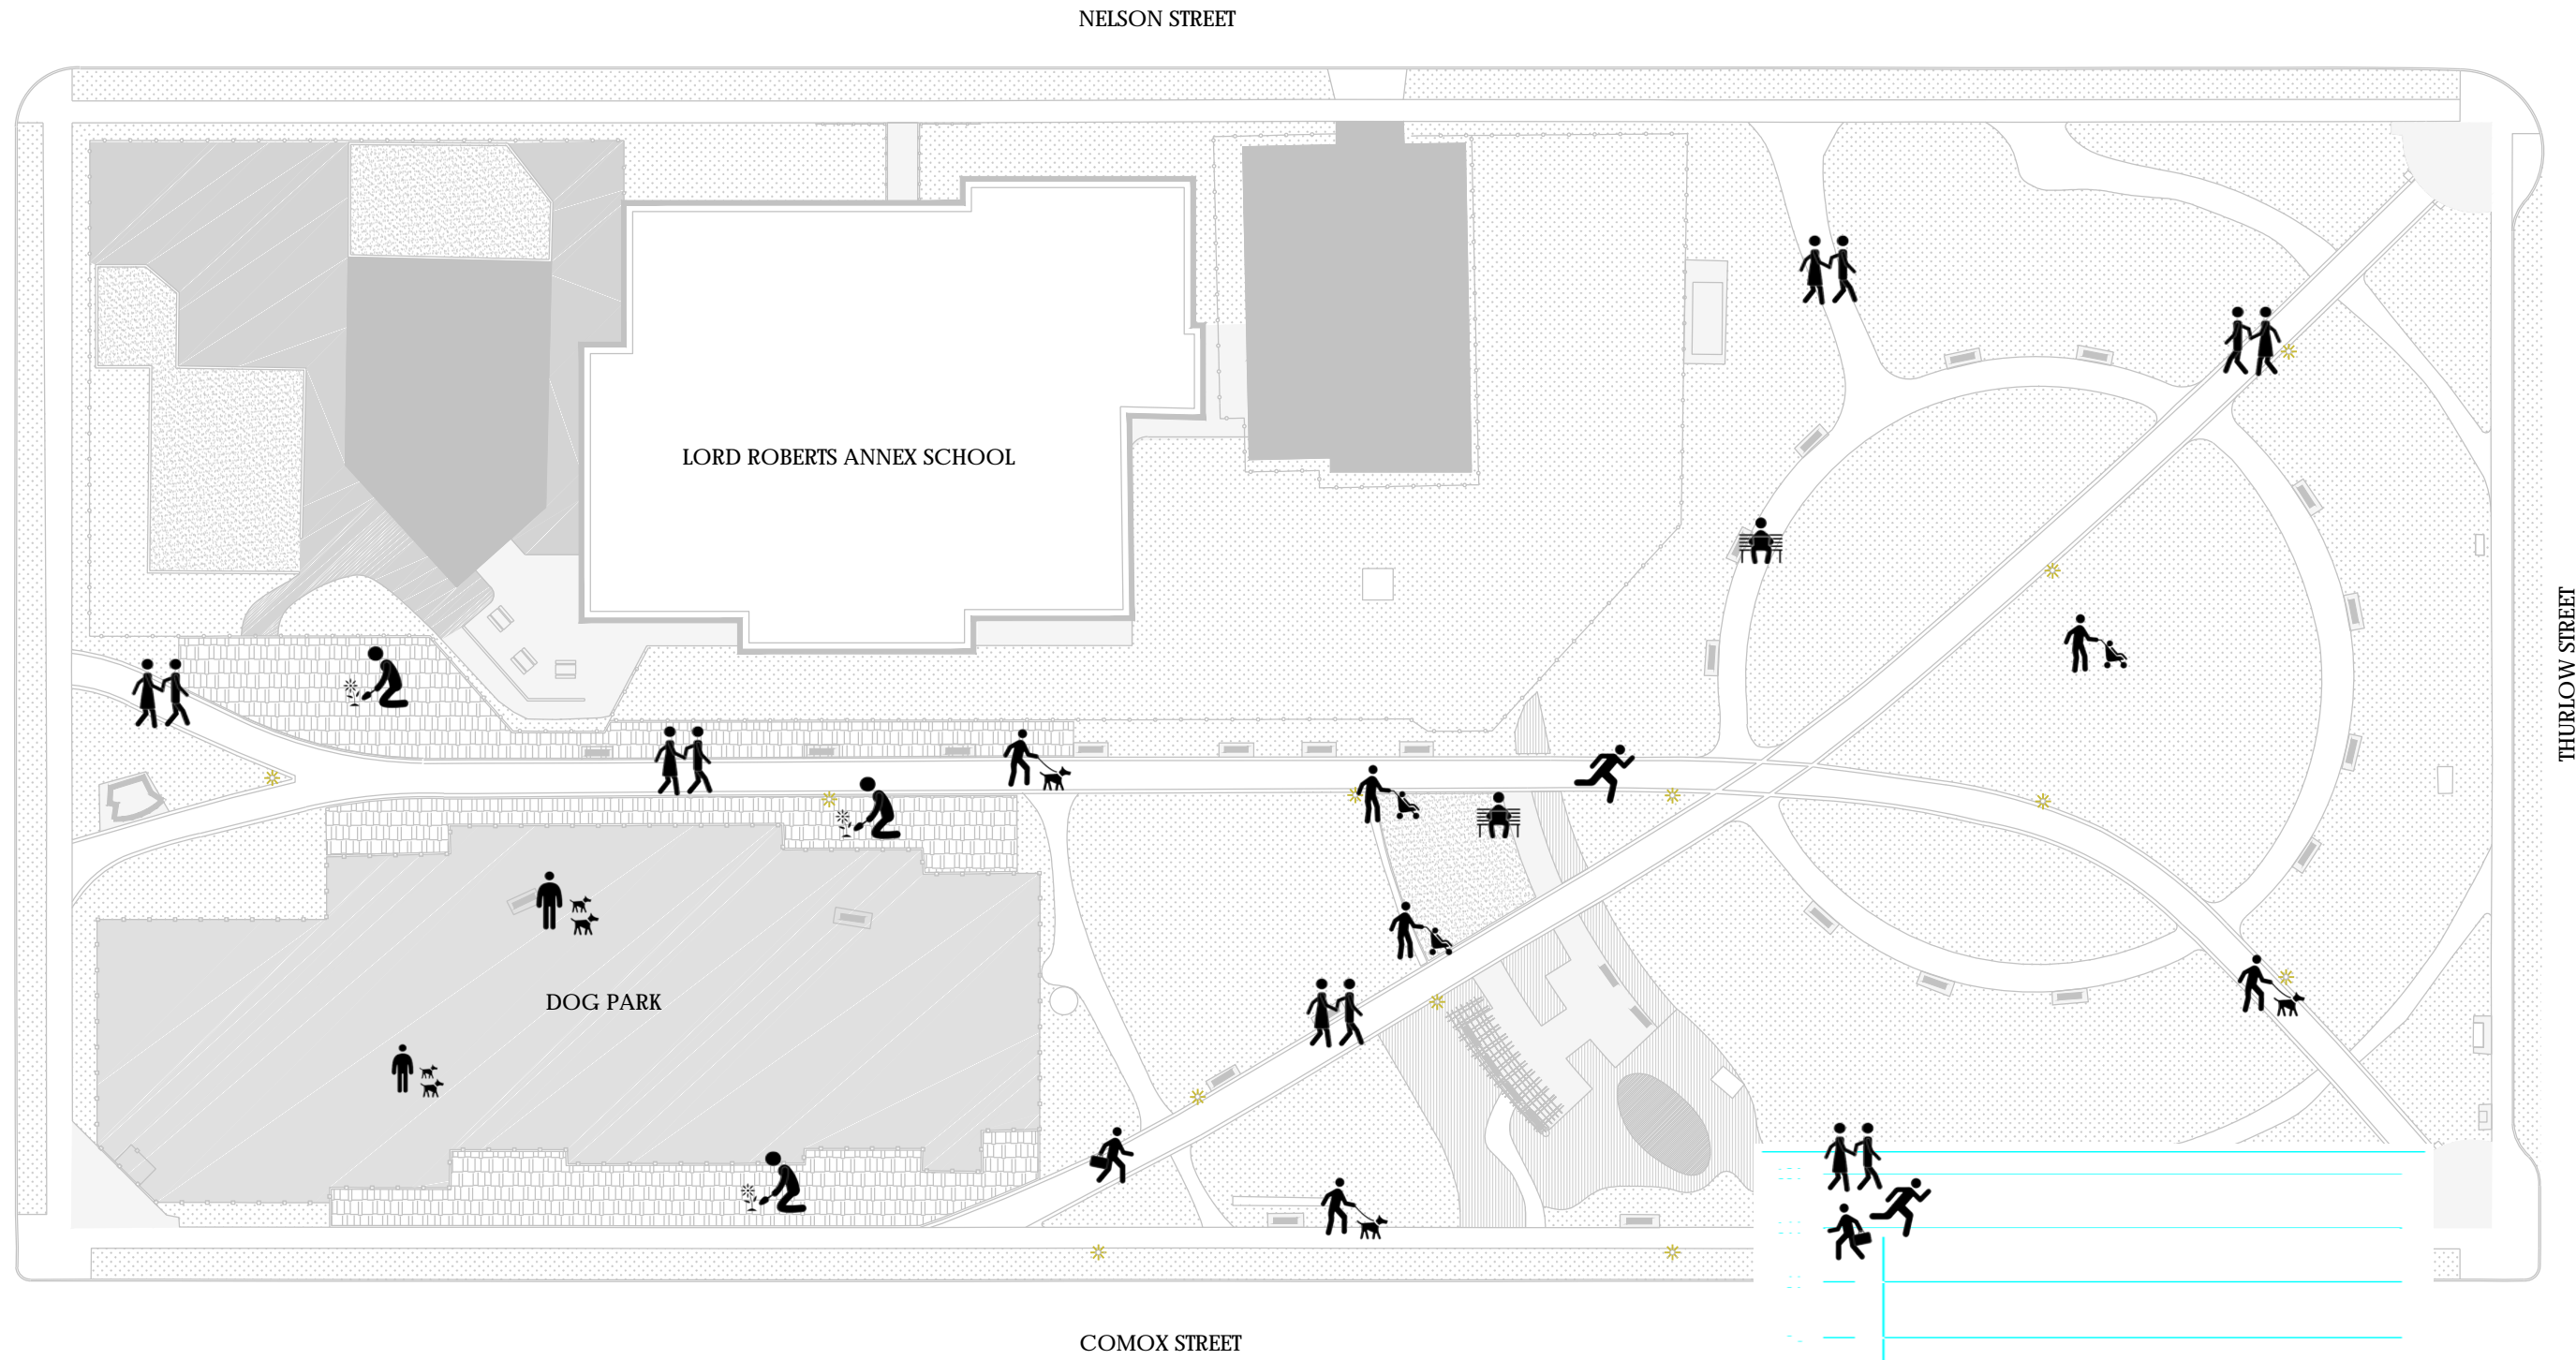 NELSON STREET
LORD ROBERTS ANNEX SCHOOL
THURLOW STREET
DOG PARK
COMOX STREET